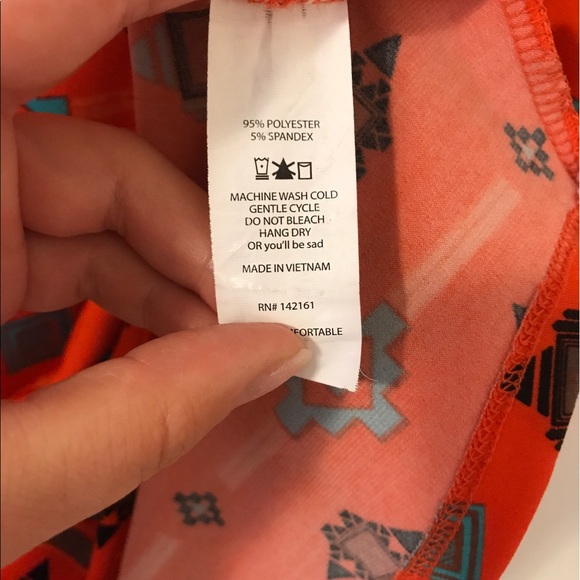 95% POLYESTER
5% SPANDEX
MACHINE WASH COLD
GENTLE CYCLE
DO NOT BLEACH
HANG DRY
OR you'll be sad
MADE IN VIETNAM
RN# 142161